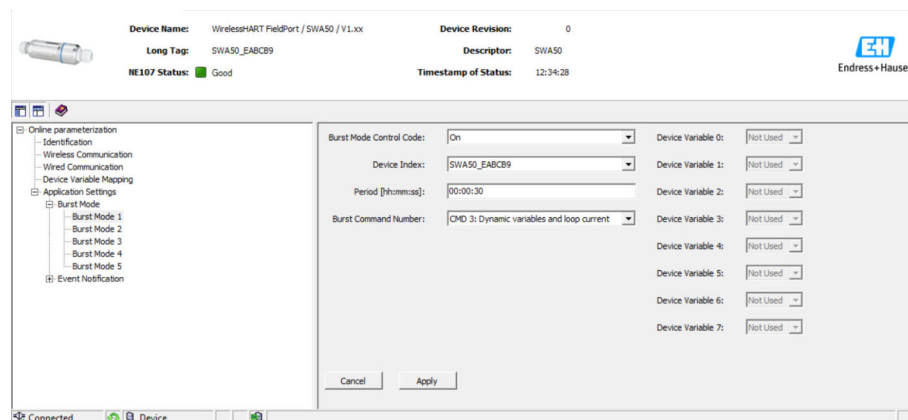 Device Name: WirelessHART FieldPort / SWA50 / V1.xx Device Revision: 0
Long Tag: SWA50_EABCB9 Descriptor: SWA50
NE107 Status: Good Timestamp of Status: 12:34:28
EH
Endress+Hause
Online parameterization
Identification
Wireless Communication
Wired Communication
Device Variable Mapping
Application Settings
Burst Mode
Burst Mode 1
Burst Mode 2
Burst Mode 3
Burst Mode 4
Burst Mode 5
Event Notification
Burst Mode Control Code: On
Device Index: SWA50_EABCB9
Period [hh:mm:ss]: 00:00:30
Burst Command Number: CMD 3: Dynamic variables and loop current
Device Variable 0: Not Used
Device Variable 1: Not Used
Device Variable 2: Not Used
Device Variable 3: Not Used
Device Variable 4: Not Used
Device Variable 5: Not Used
Device Variable 6: Not Used
Device Variable 7: Not Used
Cancel Apply
Connected Device